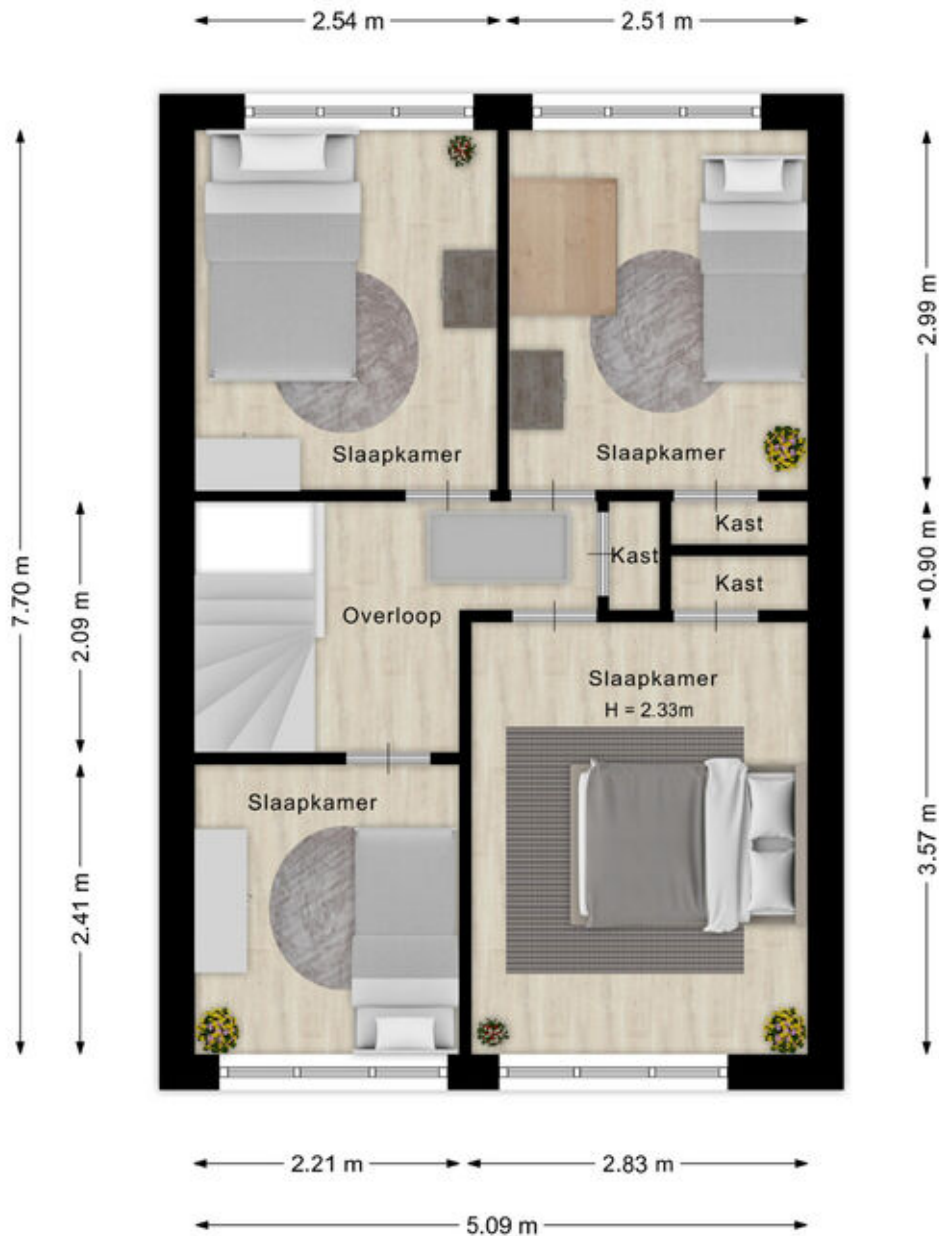 2.54 m
2.51 m
2.99 m
Slaapkamer
Slaapkamer
Kast
Kast
Kast
0.90 m
7.70 m
2.09 m
Overloop
Slaapkamer
H = 2.33m
Slaapkamer
3.57 m
2.41 m
2.21 m
2.83 m
5.09 m